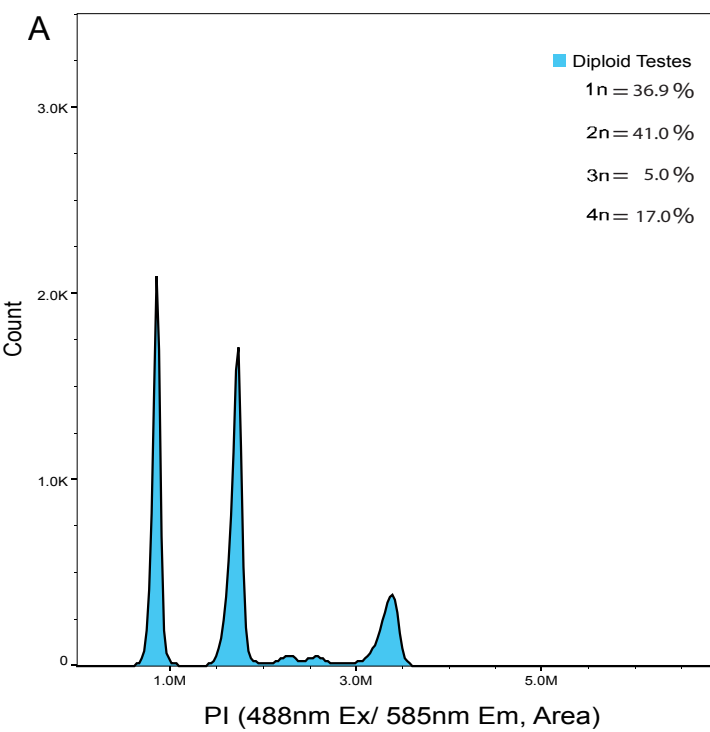 A
Diploid Testes
1n = 36.9 %
2n = 41.0 %
3n = 5.0 %
4n = 17.0 %
3.0K
2.0K
1.0K
0
Count
1.0M 3.0M 5.0M
PI (488nm Ex/ 585nm Em, Area)